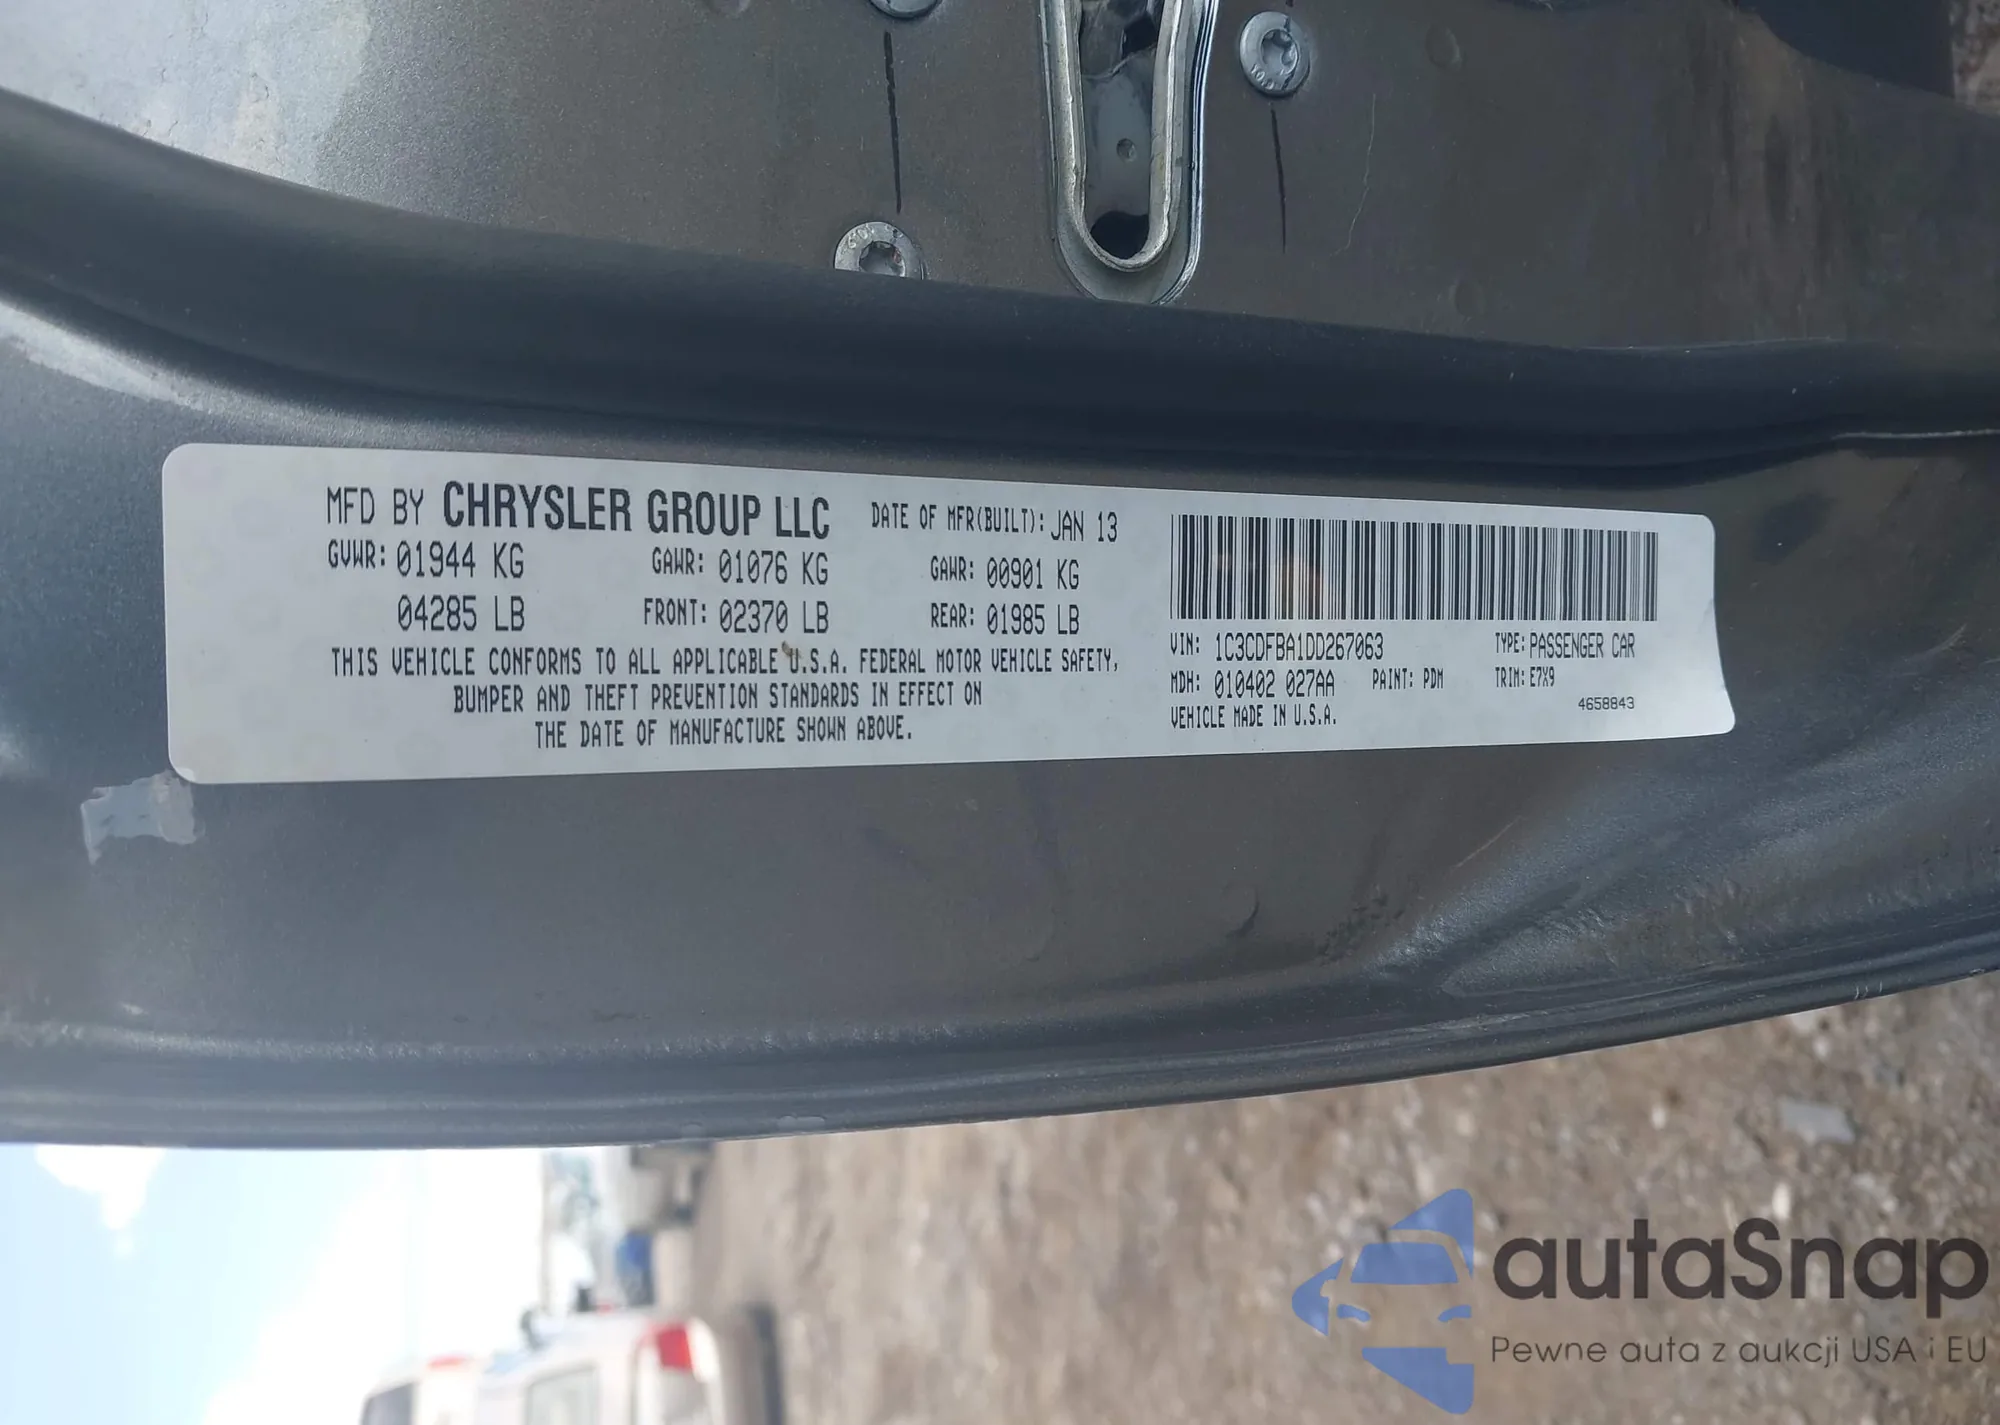 MFD BY CHRYSLER GROUP LLC DATE OF MFR(BUILT): JAN 13
GVWR: 01944 KG GAWR: 01076 KG GAWR: 00901 KG
04285 LB FRONT: 02370 LB REAR: 01985 LB
THIS VEHICLE CONFORMS TO ALL APPLICABLE U.S.A. FEDERAL MOTOR VEHICLE SAFETY,
BUMPER AND THEFT PREVENTION STANDARDS IN EFFECT ON
THE DATE OF MANUFACTURE SHOWN ABOVE.
VIN: 1C3CDFBA1DD267063 TYPE: PASSENGER CAR
MDH: 010402 027AA PAINT: PDM TRIM: E7X9
VEHICLE MADE IN U.S.A. 4658843
autaSnap
Pewne auta z aukcji USA i EU